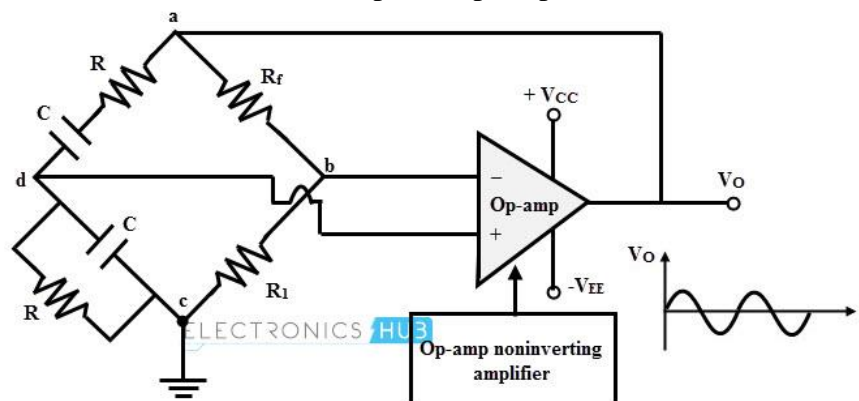 a
R
Rf
C
+ VCC
d
b
−
VO
Op-amp
C
+
VO
R1
-VEE
R
c
ELECTRONICS HUB
Op-amp noninverting
amplifier